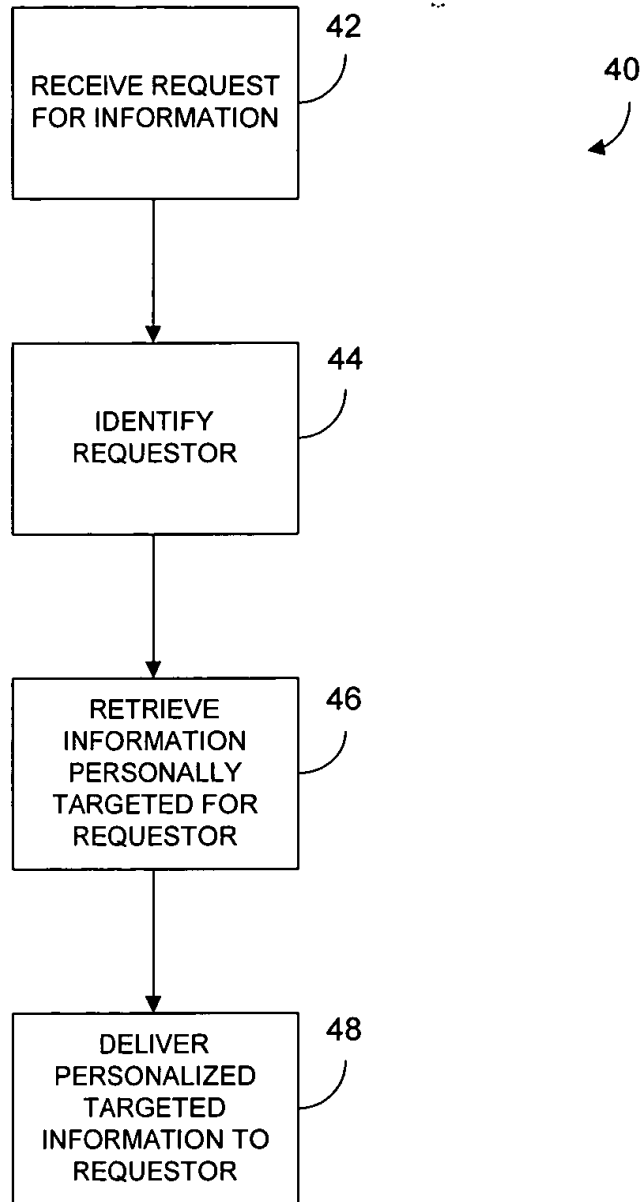 42
RECEIVE REQUEST
FOR INFORMATION
40
44
IDENTIFY
REQUESTOR
46
RETRIEVE
INFORMATION
PERSONALLY
TARGETED FOR
REQUESTOR
48
DELIVER
PERSONALIZED
TARGETED
INFORMATION TO
REQUESTOR